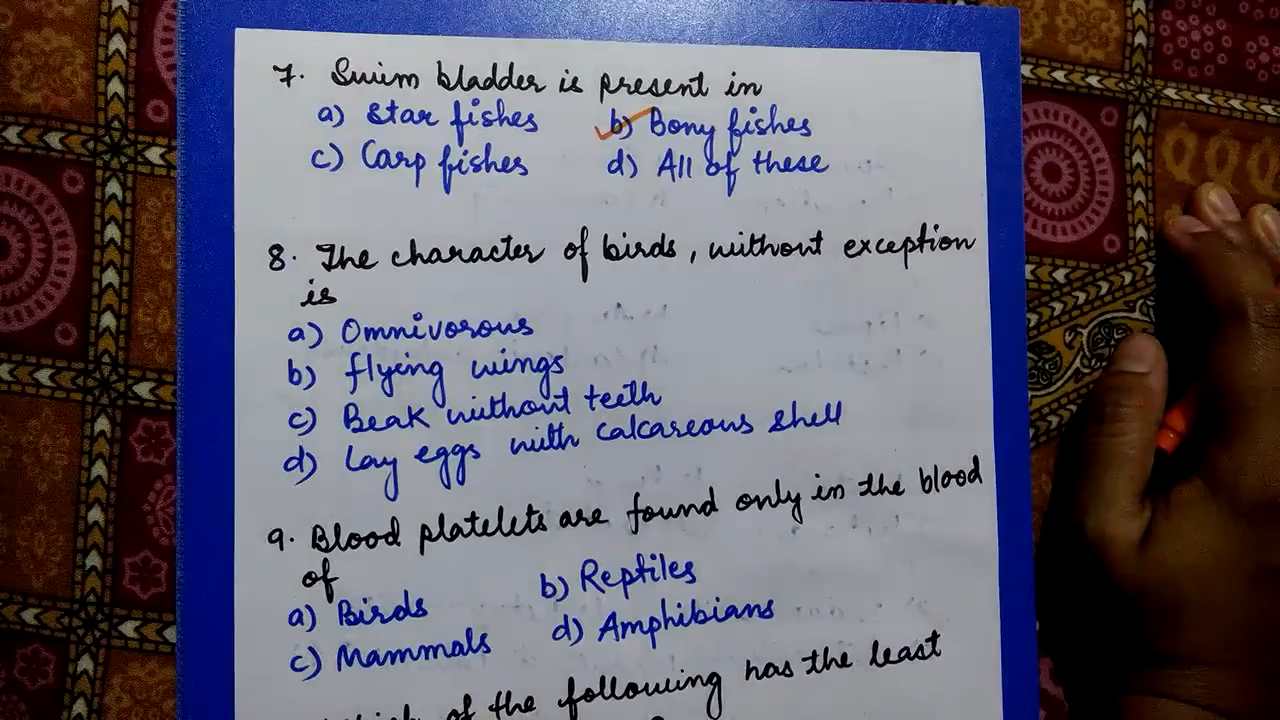 7. Swim bladder is present in
a) Star fishes b) Bony fishes
c) Carp fishes d) All of these
8. The character of birds, without exception
is
a) Omnivorous
b) flying wings
c) Beak without teeth
d) Lay eggs with calcareous shell
9. Blood platelets are found only in the blood
of
a) Birds b) Reptiles
c) Mammals d) Amphibians
of the following has the least